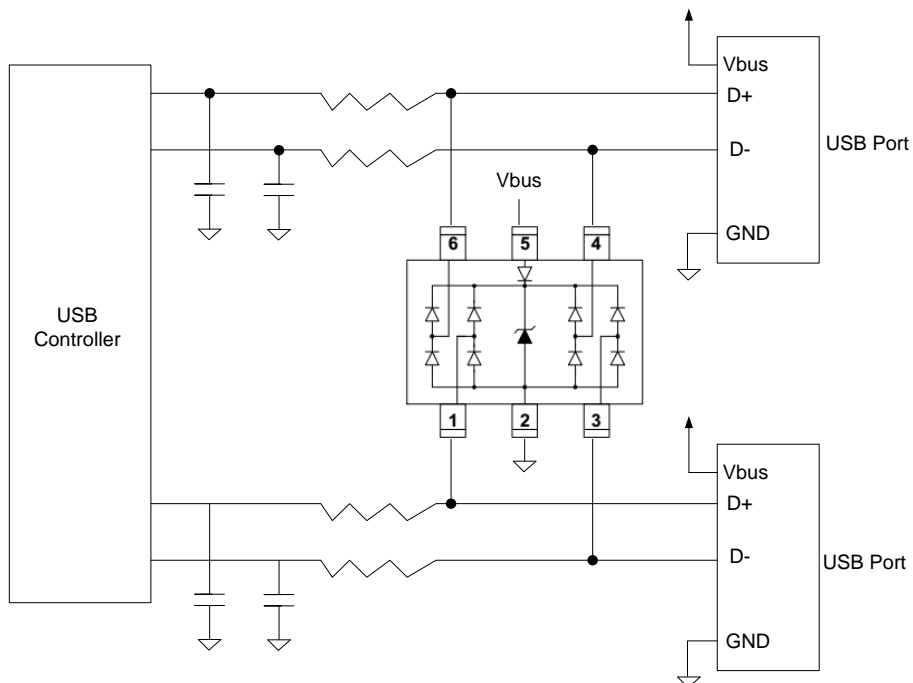 Vbus
D+
D-
USB Port
GND
Vbus
6
5
4
USB
Controller
1
2
3
Vbus
D+
D-
USB Port
GND